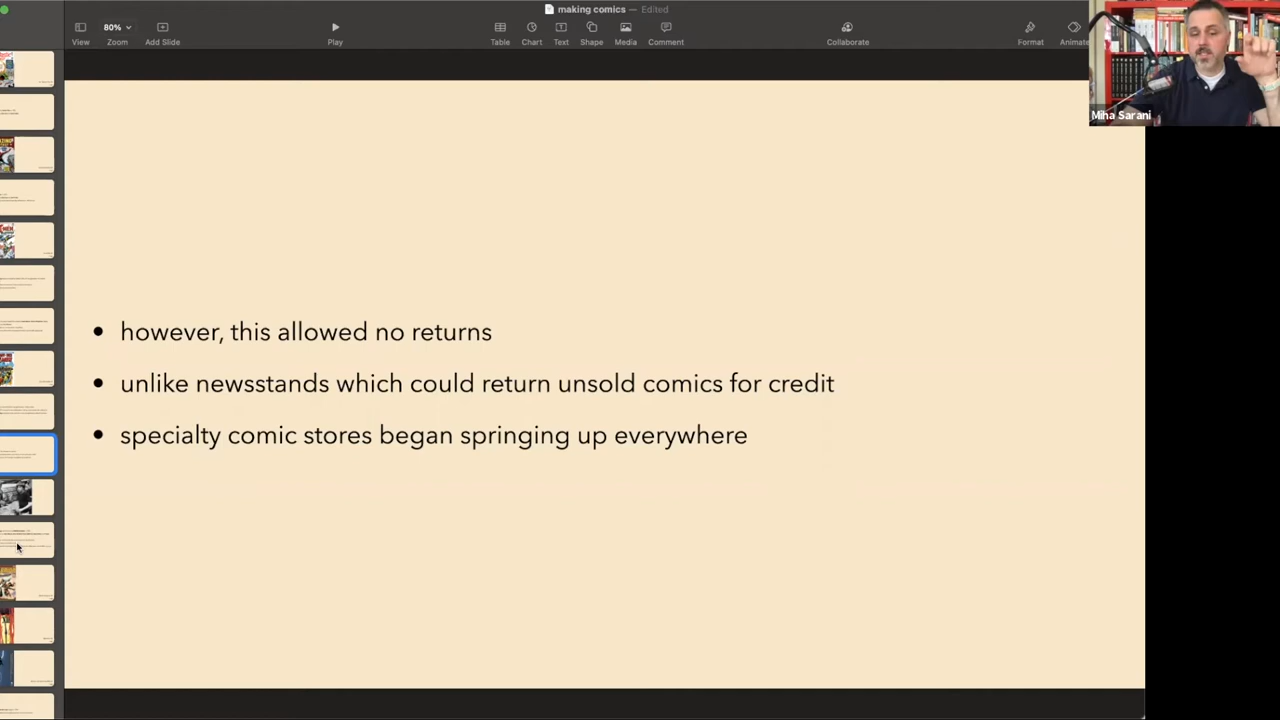 making comics — Edited
80%
View
Zoom
Add Slide
Play
Table
Chart
Text
Shape
Media
Comment
Collaborate
Format
Animate
Miha Sarani
• however, this allowed no returns
• unlike newsstands which could return unsold comics for credit
• specialty comic stores began springing up everywhere